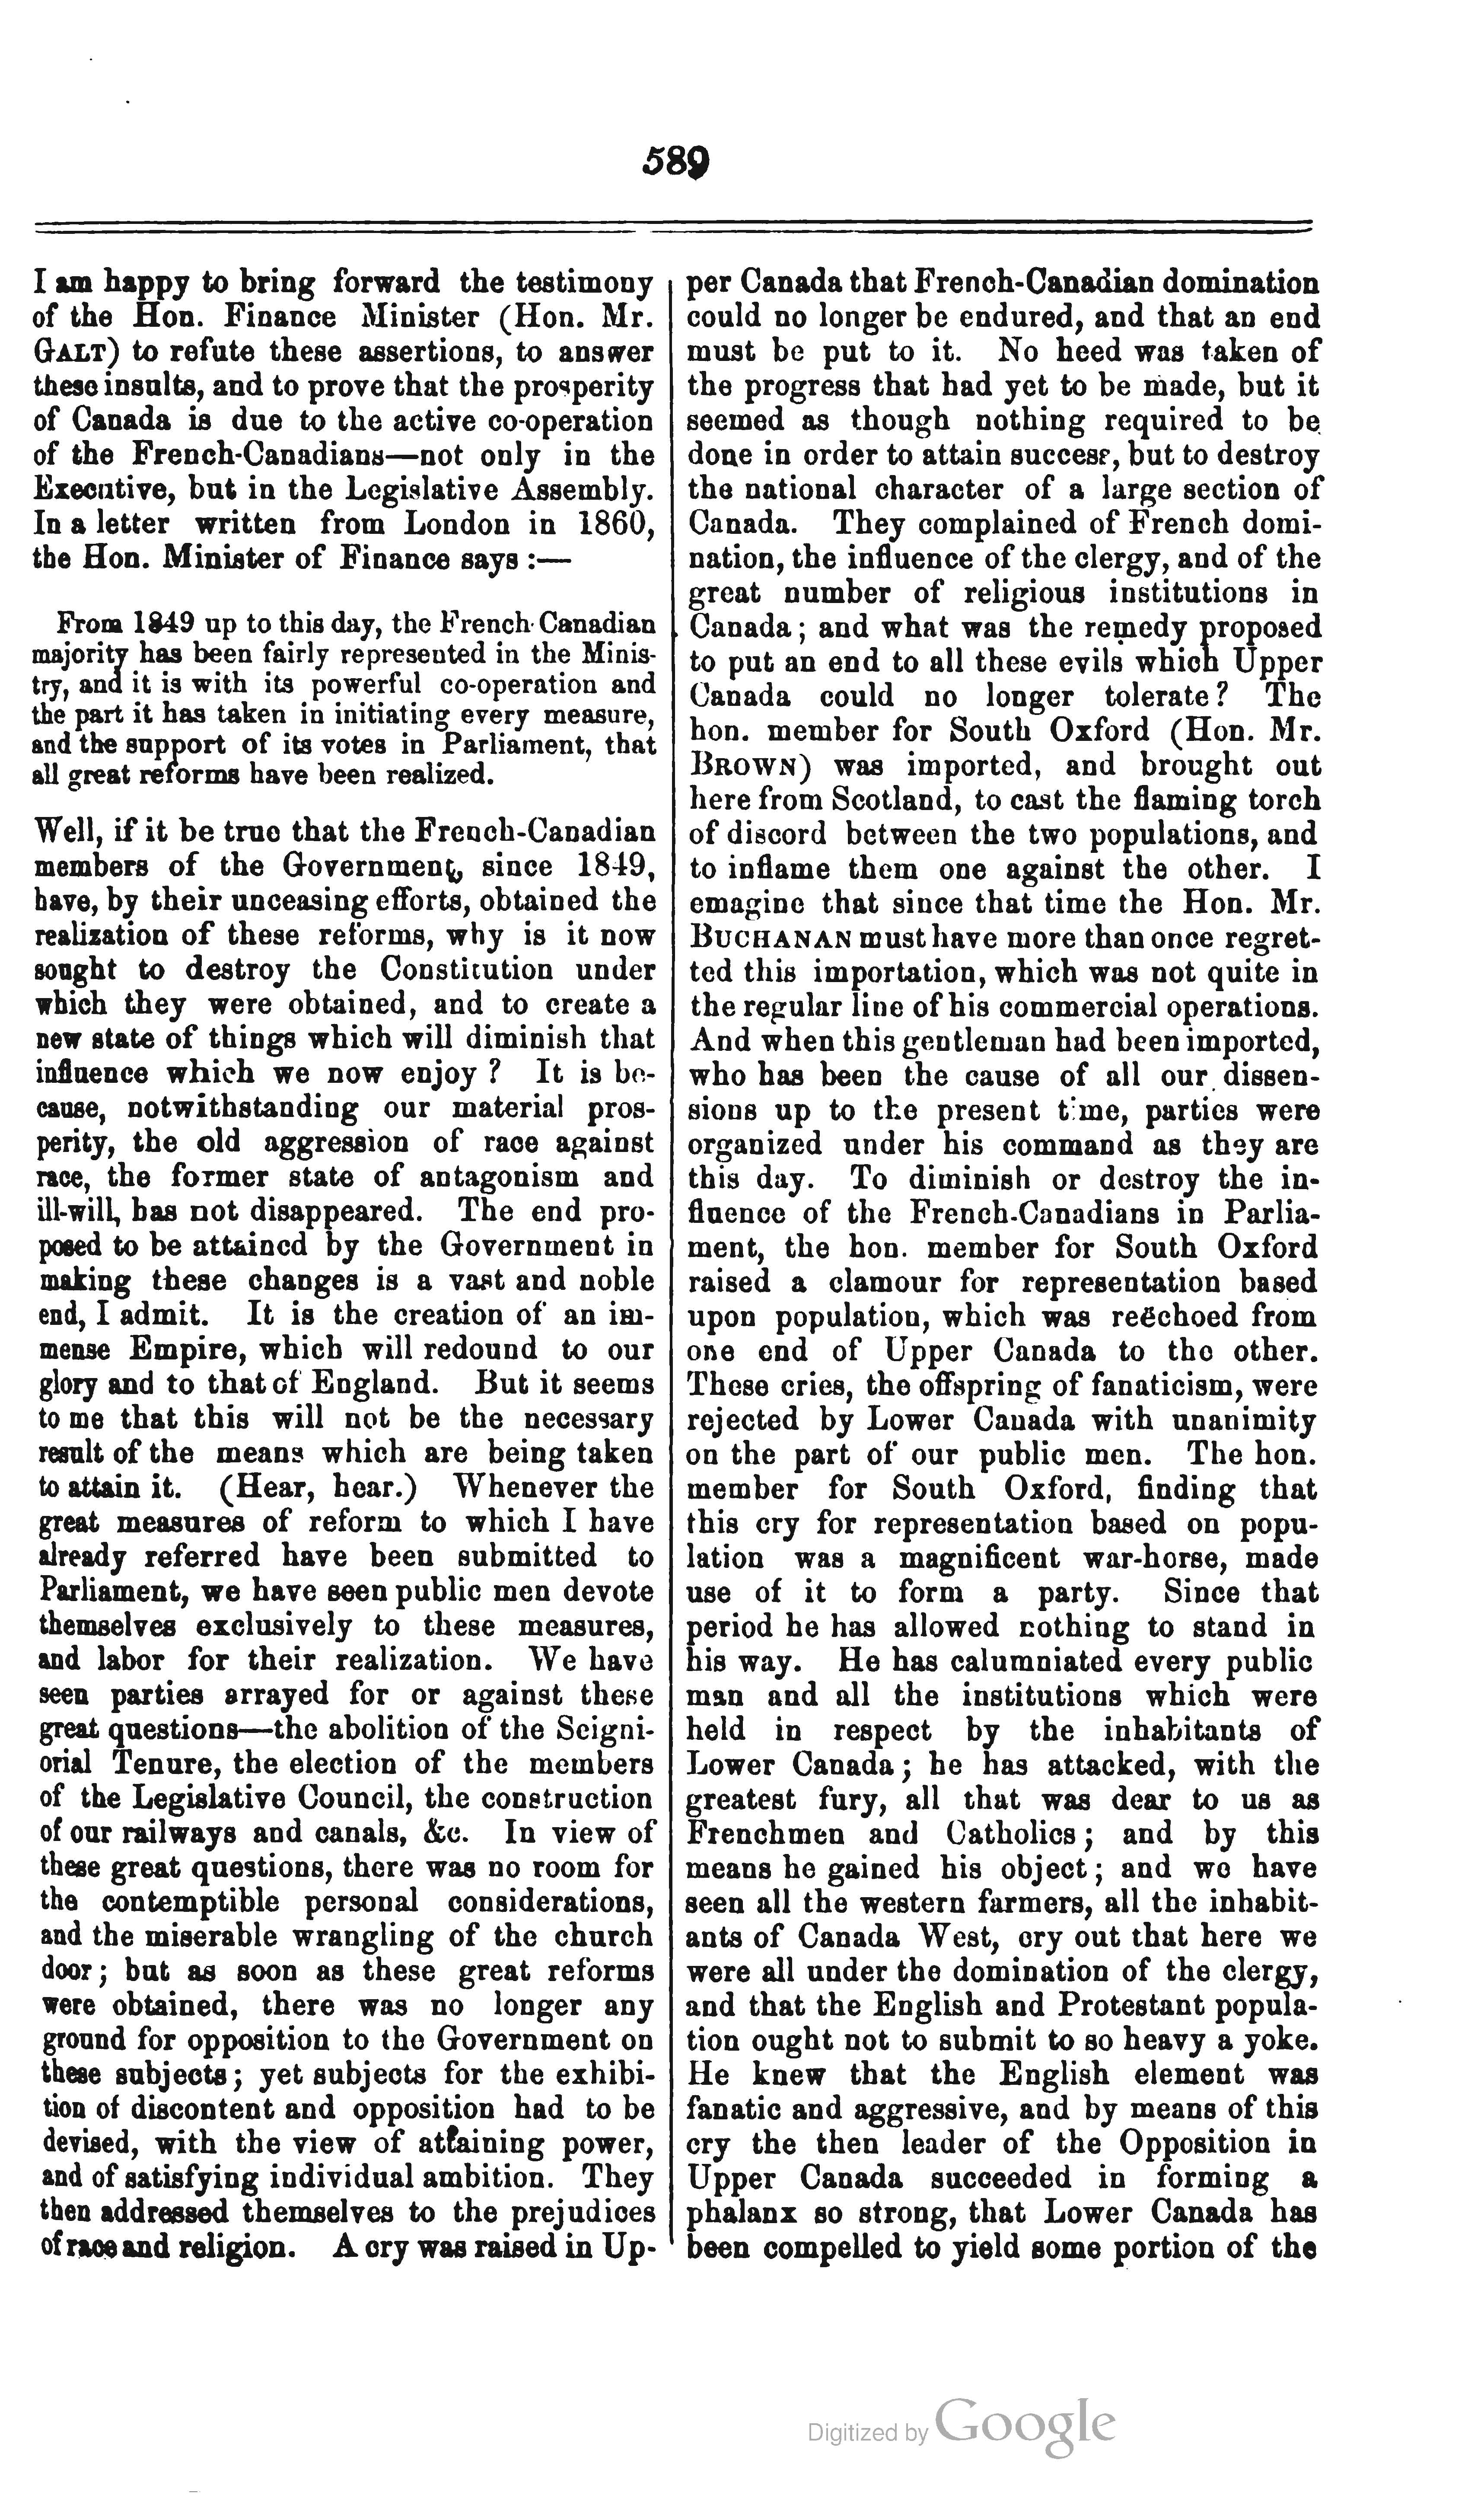 589
I am happy to bring forward the testimony
of the Hon. Finance Minister (Hon. Mr.
GALT) to refute these assertions, to answer
these insults, and to prove that the prosperity
of Canada is due to the active co-operation
of the French-Canadians—not only in the
Executive, but in the Legislative Assembly.
In a letter written from London in 1860,
the Hon. Minister of Finance says :—
From 1849 up to this day, the French-Canadian
majority has been fairly represented in the Minis-
try, and it is with its powerful co-operation and
the part it has taken in initiating every measure,
and the support of its votes in Parliament, that
all great reforms have been realized.
Well, if it be true that the French-Canadian
members of the Government, since 1849,
have, by their unceasing efforts, obtained the
realization of these reforms, why is it now
sought to destroy the Constitution under
which they were obtained, and to create a
new state of things which will diminish that
influence which we now enjoy ? It is be-
cause, notwithstanding our material pros-
perity, the old aggression of race against
race, the former state of antagonism and
ill-will, has not disappeared. The end pro-
posed to be attained by the Government in
making these changes is a vast and noble
end, I admit. It is the creation of an im-
mense Empire, which will redound to our
glory and to that of England. But it seems
to me that this will not be the necessary
result of the means which are being taken
to attain it. (Hear, hear.) Whenever the
great measures of reform to which I have
already referred have been submitted to
Parliament, we have seen public men devote
themselves exclusively to these measures,
and labor for their realization. We have
seen parties arrayed for or against these
great questions—the abolition of the Seigni-
orial Tenure, the election of the members
of the Legislative Council, the construction
of our railways and canals, &c. In view of
these great questions, there was no room for
the contemptible personal considerations,
and the miserable wrangling of the church
door ; but as soon as these great reforms
were obtained, there was no longer any
ground for opposition to the Government on
these subjects ; yet subjects for the exhibi-
tion of discontent and opposition had to be
devised, with the view of attaining power,
and of satisfying individual ambition. They
then addressed themselves to the prejudices
of race and religion. A cry was raised in Up-
per Canada that French-Canadian domination
could no longer be endured, and that an end
must be put to it. No heed was taken of
the progress that had yet to be made, but it
seemed as though nothing required to be
done in order to attain success, but to destroy
the national character of a large section of
Canada. They complained of French domi-
nation, the influence of the clergy, and of the
great number of religious institutions in
Canada ; and what was the remedy proposed
to put an end to all these evils which Upper
Canada could no longer tolerate ? The
hon. member for South Oxford (Hon. Mr.
BROWN) was imported, and brought out
here from Scotland, to cast the flaming torch
of discord between the two populations, and
to inflame them one against the other. I
emagine that since that time the Hon. Mr.
BUCHANAN must have more than once regret-
ted this importation, which was not quite in
the regular line of his commercial operations.
And when this gentleman had been imported,
who has been the cause of all our dissen-
sions up to the present time, parties were
organized under his command as they are
this day. To diminish or destroy the in-
fluence of the French-Canadians in Parlia-
ment, the hon. member for South Oxford
raised a clamour for representation based
upon population, which was reëchoed from
one end of Upper Canada to the other.
These cries, the offspring of fanaticism, were
rejected by Lower Canada with unanimity
on the part of our public men. The hon.
member for South Oxford, finding that
this cry for representation based on popu-
lation was a magnificent war-horse, made
use of it to form a party. Since that
period he has allowed nothing to stand in
his way. He has calumniated every public
man and all the institutions which were
held in respect by the inhabitants of
Lower Canada ; he has attacked, with the
greatest fury, all that was dear to us as
Frenchmen and Catholics ; and by this
means he gained his object ; and we have
seen all the western farmers, all the inhabit-
ants of Canada West, cry out that here we
were all under the domination of the clergy,
and that the English and Protestant popula-
tion ought not to submit to so heavy a yoke.
He knew that the English element was
fanatic and aggressive, and by means of this
cry the then leader of the Opposition in
Upper Canada succeeded in forming a
phalanx so strong, that Lower Canada has
been compelled to yield some portion of the
Digitized by Google